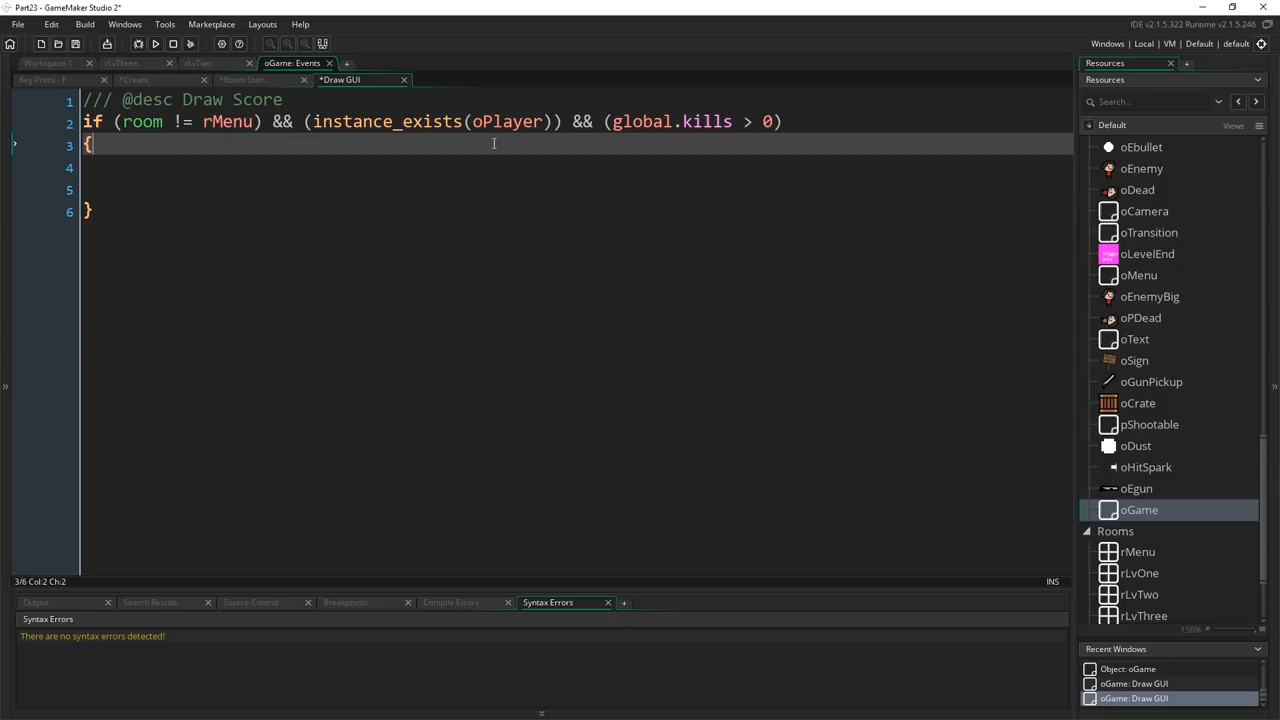 Part23 - GameMaker Studio 2*
File Edit Build Windows Tools Marketplace Layouts Help
IDE v2.1.5.322 Runtime v2.1.5.246
Windows | Local | VM | Default | default
Workspace 1 rLvThree rLvTwo oGame: Events
Key Press - F *Create *Room Start *Draw GUI
1 /// @desc Draw Score
2 if (room != rMenu) && (instance_exists(oPlayer)) && (global.kills > 0)
3 {
4
5
6 }
3/6 Col:2 Ch:2 INS
Output Search Results Source Control Breakpoints Compile Errors Syntax Errors
Syntax Errors
There are no syntax errors detected!
Resources
Resources
Search...
Default Views
oEbullet
oEnemy
oDead
oCamera
oTransition
oLevelEnd
oMenu
oEnemyBig
oPDead
oText
oSign
oGunPickup
oCrate
pShootable
oDust
oHitSpark
oEgun
oGame
Rooms
rMenu
rLvOne
rLvTwo
rLvThree
150%
Recent Windows
Object: oGame
oGame: Draw GUI
oGame: Draw GUI